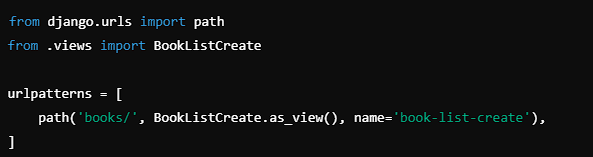 from django.urls import path
from .views import BookListCreate

urlpatterns = [
    path('books/', BookListCreate.as_view(), name='book-list-create'),
]